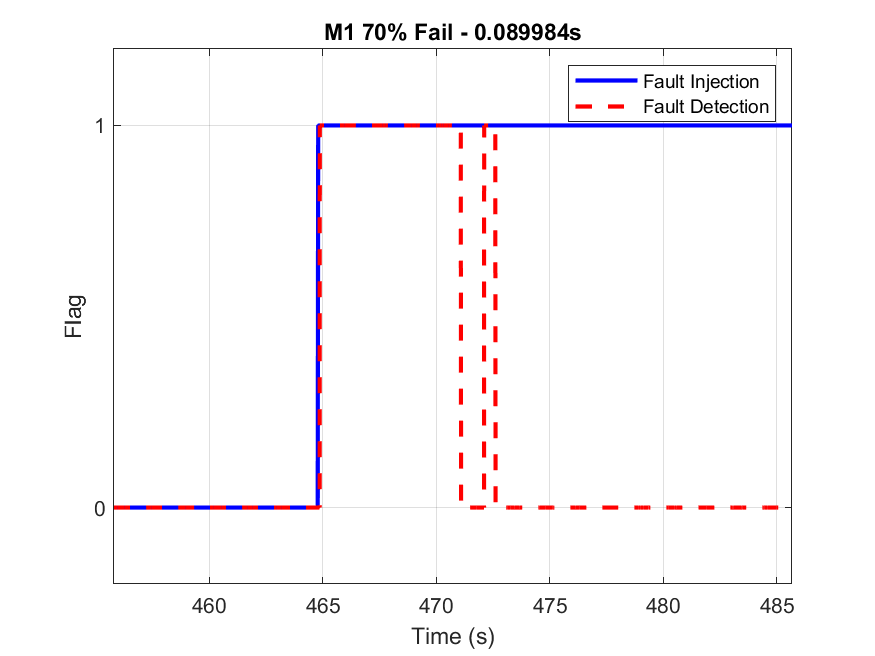 M1 70% Fail - 0.089984s
Fault Injection
Fault Detection
1
0
Flag
460 465 470 475 480 485
Time (s)